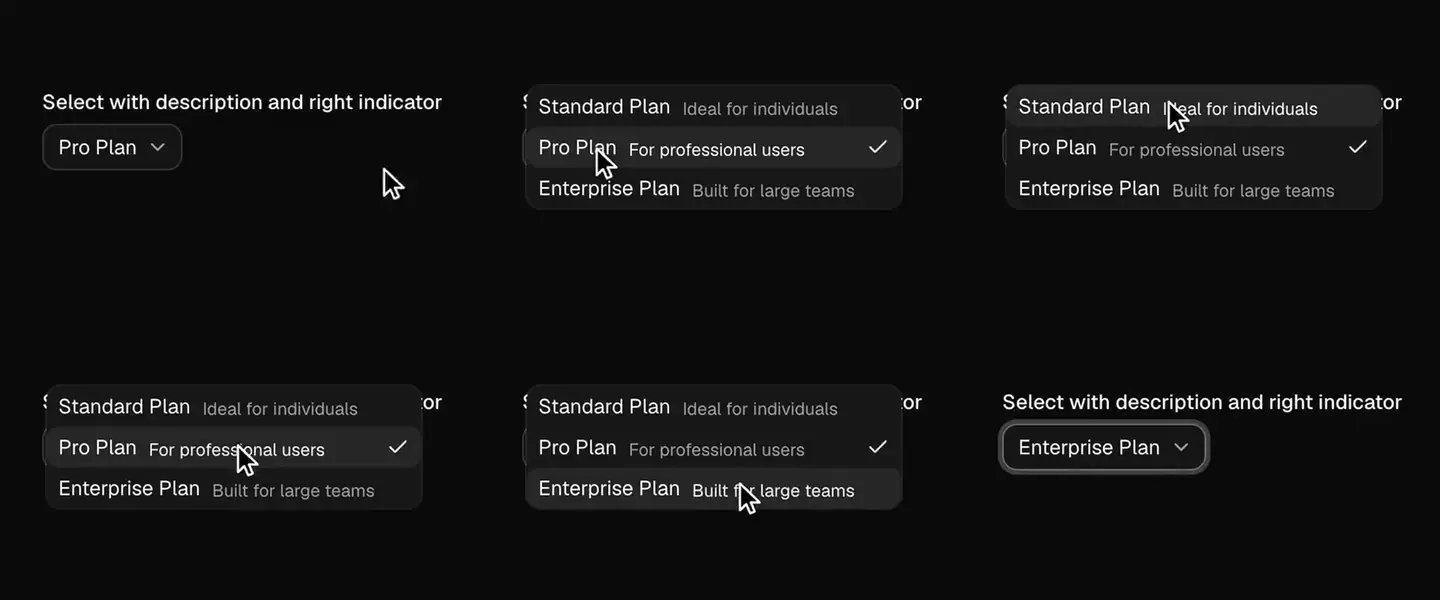 Select with description and right indicator
Pro Plan
Standard Plan Ideal for individuals
or
Pro Plan For professional users
Enterprise Plan Built for large teams
Standard Plan Ideal for individuals
or
Pro Plan For professional users
Enterprise Plan Built for large teams
Standard Plan Ideal for individuals
or
Pro Plan For professional users
Enterprise Plan Built for large teams
Standard Plan Ideal for individuals
or
Pro Plan For professional users
Enterprise Plan Built for large teams
Select with description and right indicator
Enterprise Plan